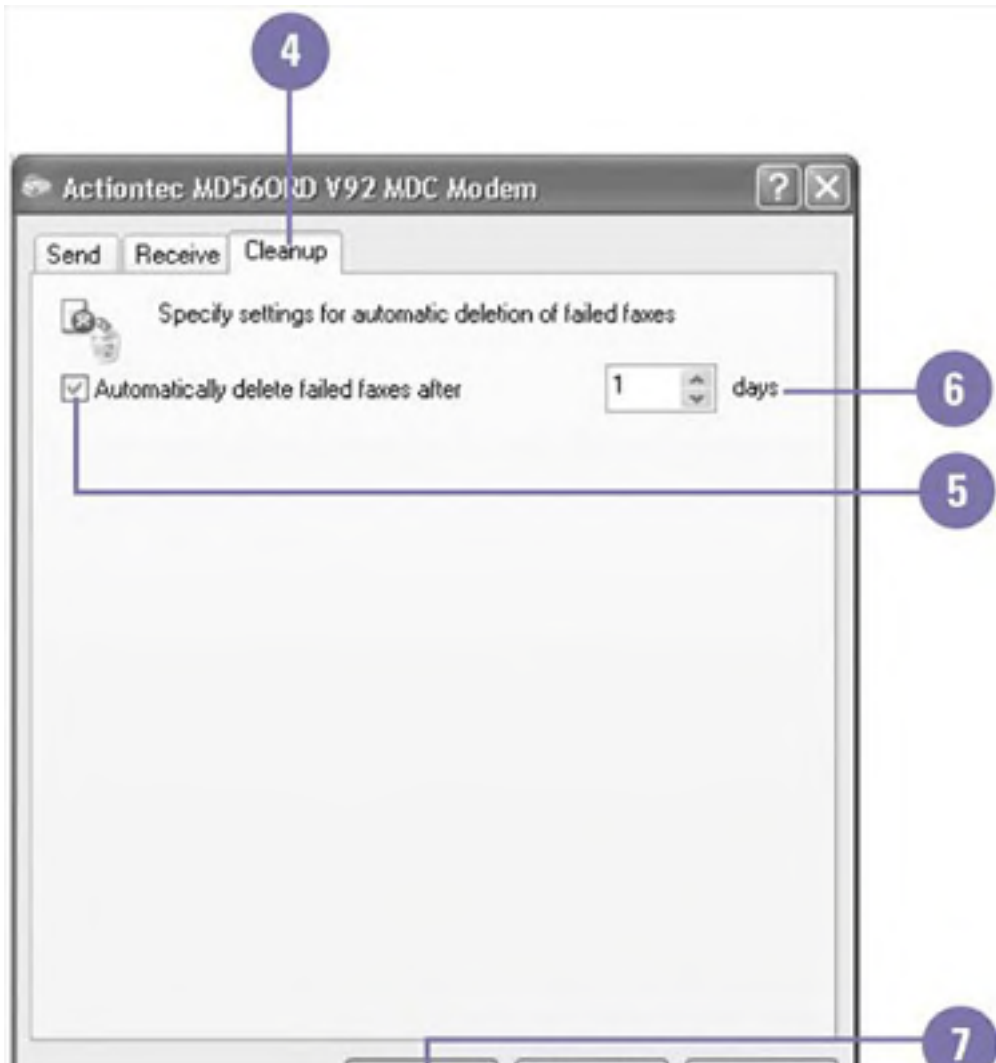 4
Actiontec MD56ORD V92 MDC Modem
Send Receive Cleanup
Specify settings for automatic deletion of failed faxes
Automatically delete failed faxes after 1 days
6
5
7